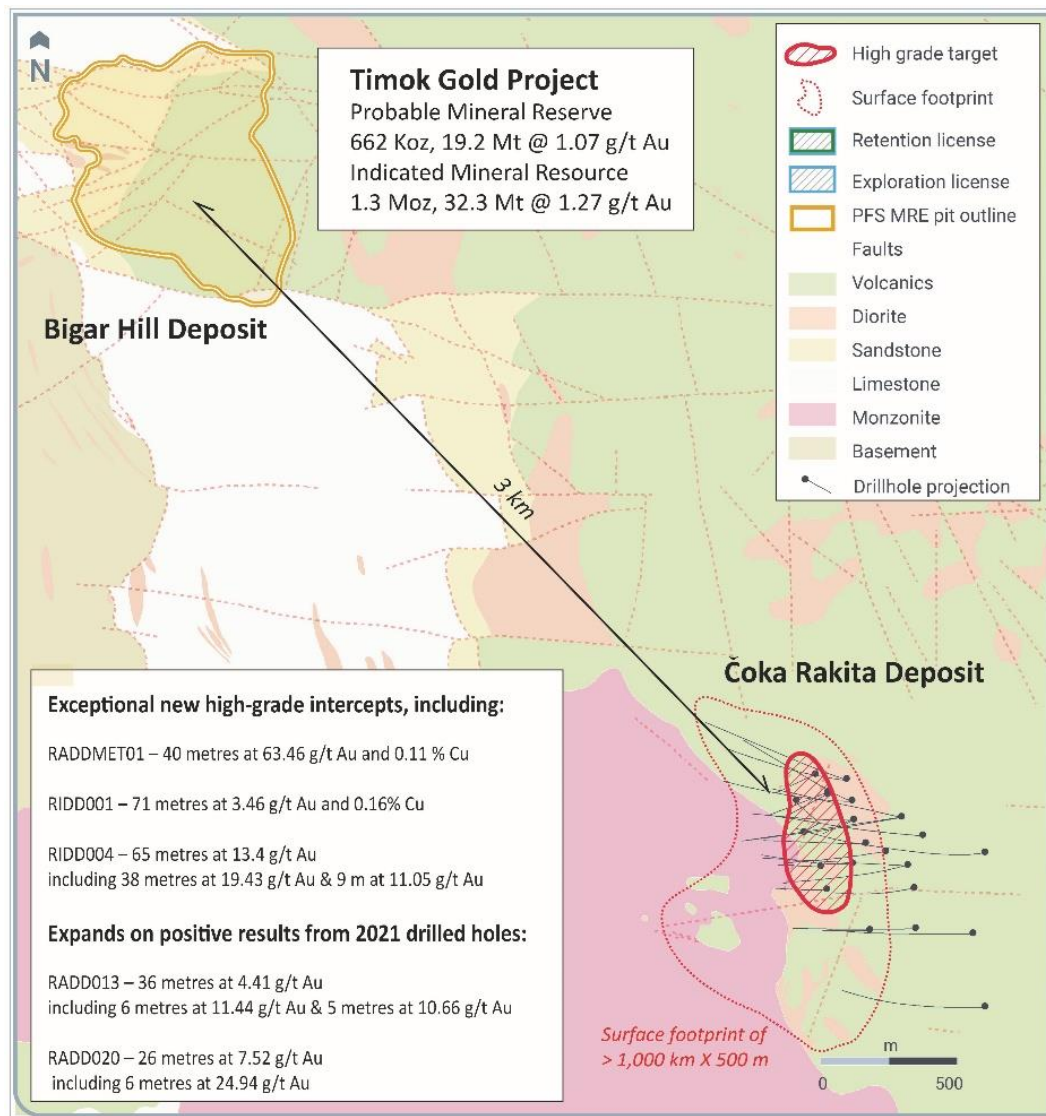 N
Timok Gold Project
Probable Mineral Reserve
662 Koz, 19.2 Mt @ 1.07 g/t Au
Indicated Mineral Resource
1.3 Moz, 32.3 Mt @ 1.27 g/t Au
High grade target
Surface footprint
Retention license
Exploration license
PFS MRE pit outline
Faults
Volcanics
Diorite
Sandstone
Limestone
Monzonite
Basement
Drillhole projection
Bigar Hill Deposit
3 km
Čoka Rakita Deposit
Exceptional new high-grade intercepts, including:
RADDMET01 – 40 metres at 63.46 g/t Au and 0.11 % Cu
RIDD001 – 71 metres at 3.46 g/t Au and 0.16% Cu
RIDD004 – 65 metres at 13.4 g/t Au
including 38 metres at 19.43 g/t Au & 9 m at 11.05 g/t Au
Expands on positive results from 2021 drilled holes:
RADD013 – 36 metres at 4.41 g/t Au
including 6 metres at 11.44 g/t Au & 5 metres at 10.66 g/t Au
RADD020 – 26 metres at 7.52 g/t Au
including 6 metres at 24.94 g/t Au
Surface footprint of
> 1,000 km X 500 m
m
0 500